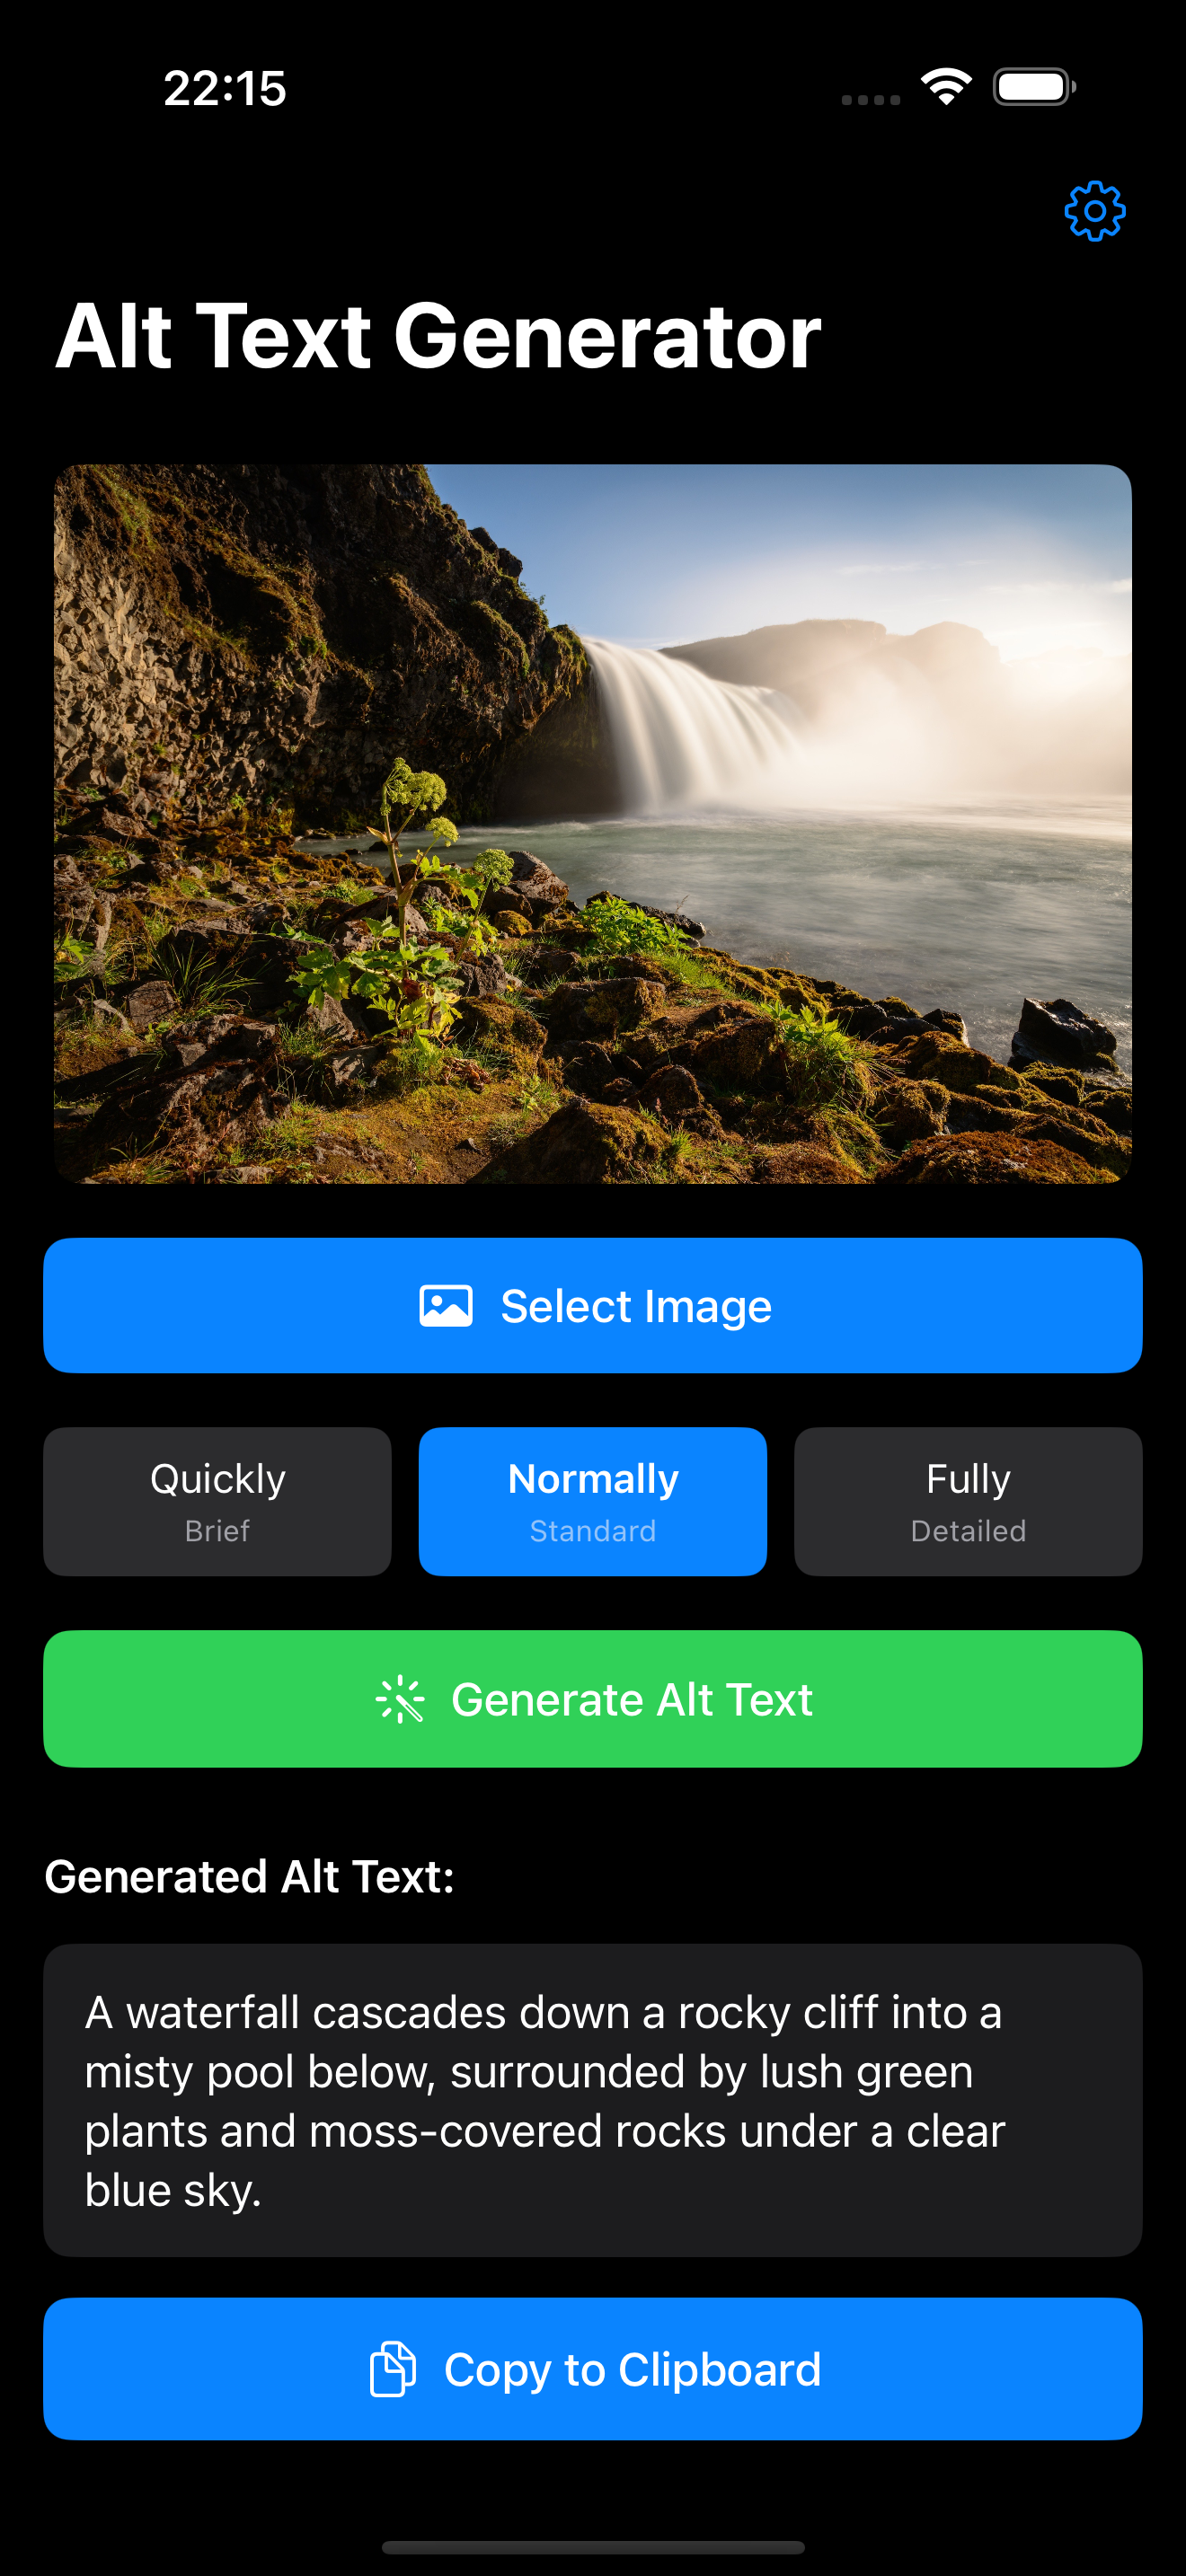 22:15
Alt Text Generator
Select Image
Quickly
Brief
Normally
Standard
Fully
Detailed
Generate Alt Text
Generated Alt Text:
A waterfall cascades down a rocky cliff into a
misty pool below, surrounded by lush green
plants and moss-covered rocks under a clear
blue sky.
Copy to Clipboard